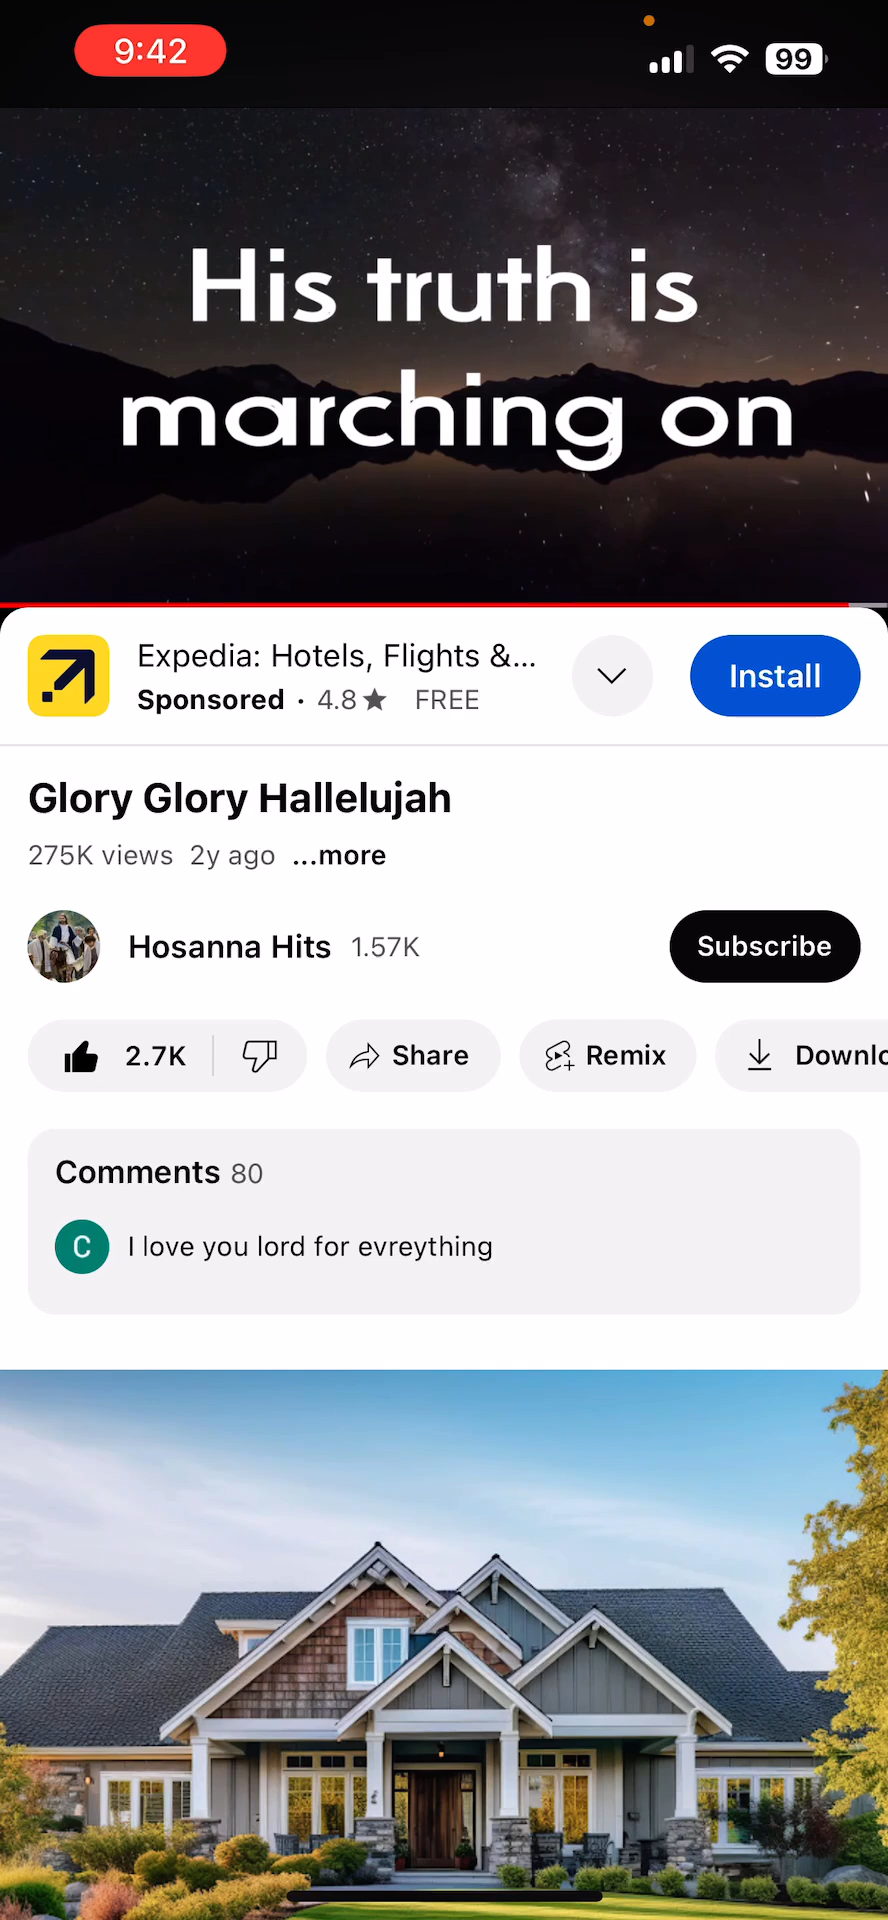 9:42
99
His truth is
marching on
Expedia: Hotels, Flights &...
Sponsored · 4.8★ FREE
Install
Glory Glory Hallelujah
275K views 2y ago ...more
Hosanna Hits 1.57K
Subscribe
2.7K
Share
Remix
Downlo
Comments 80
C
I love you lord for evreything